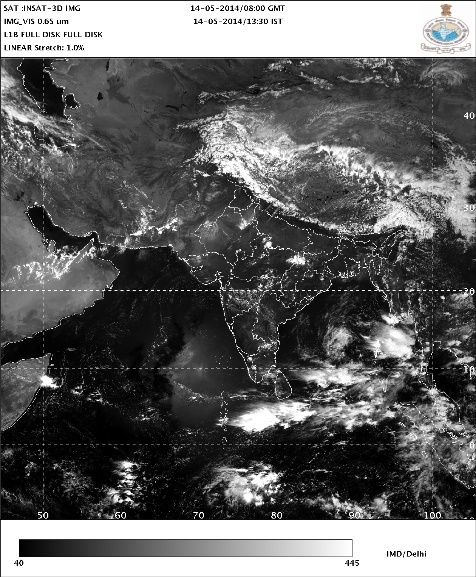 SAT :INSAT-3D IMG 14-05-2014/08:00 GMT
IMG_VIS 0.65 um 14-05-2014/13:30 IST
L1B FULL DISK FULL DISK
LINEAR Stretch: 1.0%
40
30
20
10
50 60 70 80 90 100
40 445
IMD/Delhi